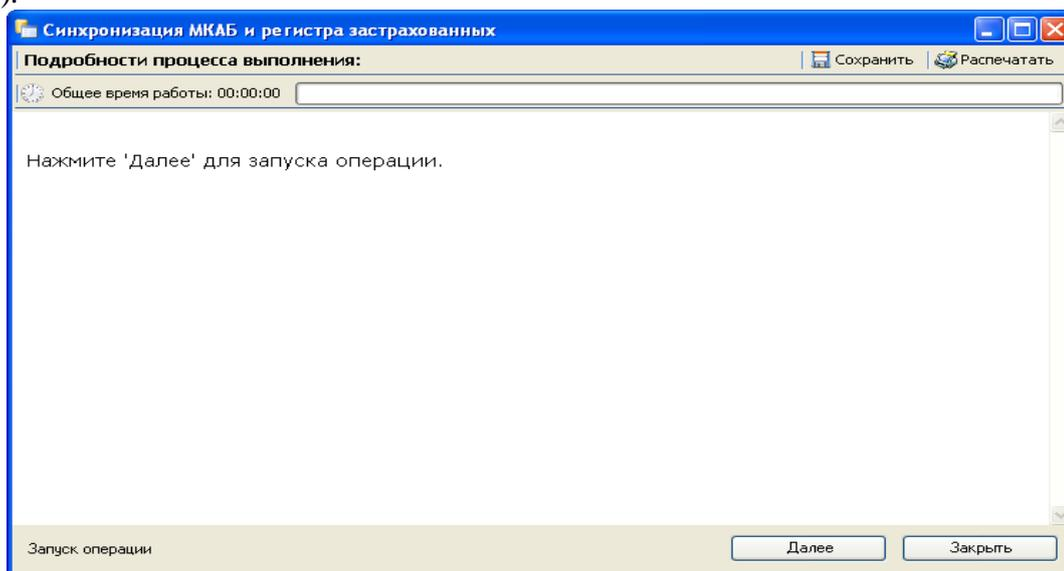 ).
Синхронизация МКАБ и регистра застрахованных
Подробности процесса выполнения: Сохранить Распечатать
Общее время работы: 00:00:00
Нажмите 'Далее' для запуска операции.
Запуск операции Далее Закрыть